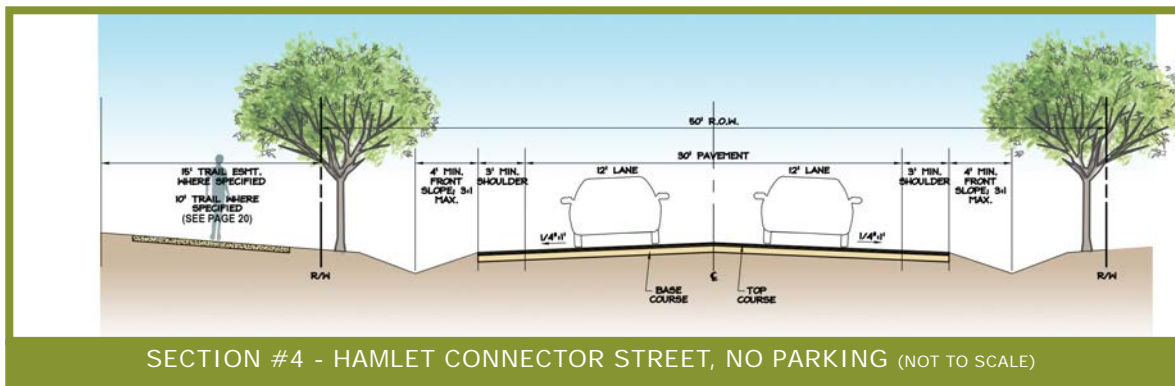 50' R.O.W.
30' PAVEMENT
15' TRAIL ESMT.
WHERE SPECIFIED
10' TRAIL WHERE
SPECIFIED
(SEE PAGE 20)
4' MIN.
FRONT
SLOPE; 3:1
MAX.
3' MIN.
SHOULDER
12' LANE
12' LANE
3' MIN.
SHOULDER
4' MIN.
FRONT
SLOPE; 3:1
MAX.
1/4":1'
1/4":1'
R/W
BASE
COURSE
℄
TOP
COURSE
R/W
SECTION #4 - HAMLET CONNECTOR STREET, NO PARKING (NOT TO SCALE)